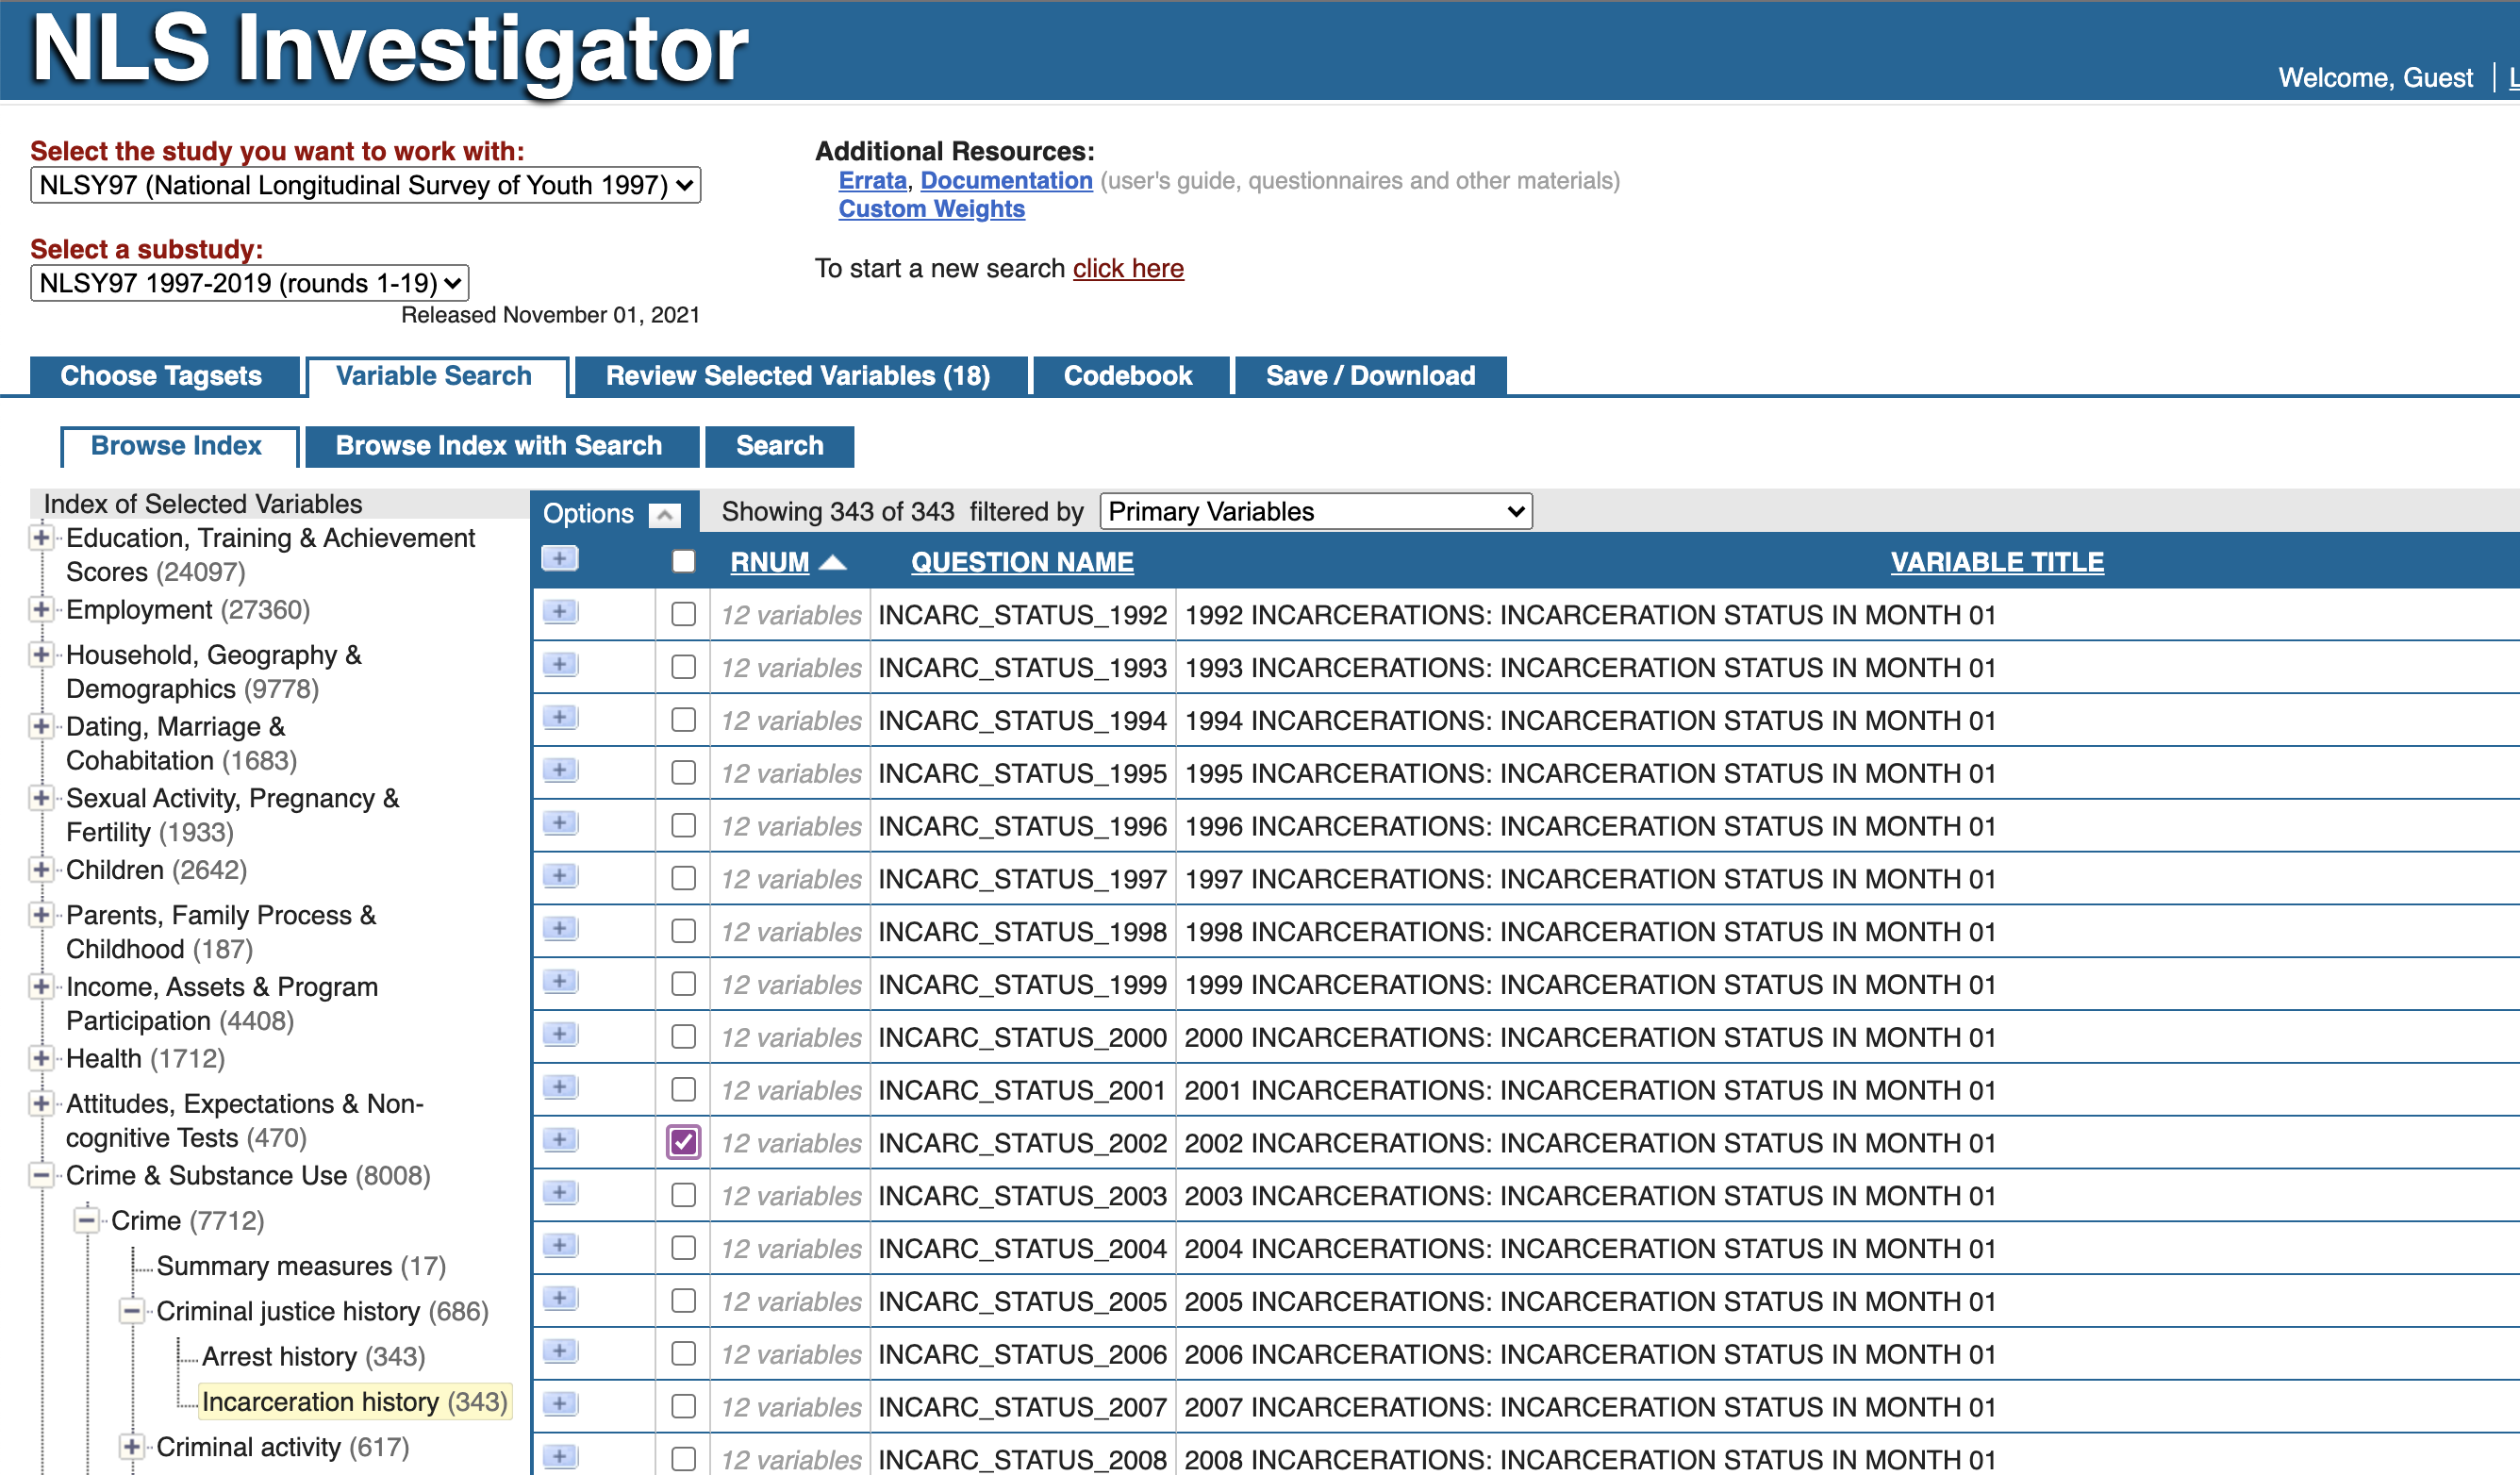 NLS Investigator
Welcome, Guest
Select the study you want to work with:
NLSY97 (National Longitudinal Survey of Youth 1997)
Select a substudy:
NLSY97 1997-2019 (rounds 1-19)
Released November 01, 2021
Additional Resources:
Errata, Documentation (user's guide, questionnaires and other materials)
Custom Weights
To start a new search click here
Choose Tagsets
Variable Search
Review Selected Variables (18)
Codebook
Save / Download
Browse Index
Browse Index with Search
Search
Index of Selected Variables
Education, Training & Achievement
Scores (24097)
Employment (27360)
Household, Geography &
Demographics (9778)
Dating, Marriage &
Cohabitation (1683)
Sexual Activity, Pregnancy &
Fertility (1933)
Children (2642)
Parents, Family Process &
Childhood (187)
Income, Assets & Program
Participation (4408)
Health (1712)
Attitudes, Expectations & Non-
cognitive Tests (470)
Crime & Substance Use (8008)
Crime (7712)
Summary measures (17)
Criminal justice history (686)
Arrest history (343)
Incarceration history (343)
Criminal activity (617)
Options
Showing 343 of 343 filtered by Primary Variables
RNUM QUESTION NAME VARIABLE TITLE
12 variables INCARC_STATUS_1992 1992 INCARCERATIONS: INCARCERATION STATUS IN MONTH 01
12 variables INCARC_STATUS_1993 1993 INCARCERATIONS: INCARCERATION STATUS IN MONTH 01
12 variables INCARC_STATUS_1994 1994 INCARCERATIONS: INCARCERATION STATUS IN MONTH 01
12 variables INCARC_STATUS_1995 1995 INCARCERATIONS: INCARCERATION STATUS IN MONTH 01
12 variables INCARC_STATUS_1996 1996 INCARCERATIONS: INCARCERATION STATUS IN MONTH 01
12 variables INCARC_STATUS_1997 1997 INCARCERATIONS: INCARCERATION STATUS IN MONTH 01
12 variables INCARC_STATUS_1998 1998 INCARCERATIONS: INCARCERATION STATUS IN MONTH 01
12 variables INCARC_STATUS_1999 1999 INCARCERATIONS: INCARCERATION STATUS IN MONTH 01
12 variables INCARC_STATUS_2000 2000 INCARCERATIONS: INCARCERATION STATUS IN MONTH 01
12 variables INCARC_STATUS_2001 2001 INCARCERATIONS: INCARCERATION STATUS IN MONTH 01
12 variables INCARC_STATUS_2002 2002 INCARCERATIONS: INCARCERATION STATUS IN MONTH 01
12 variables INCARC_STATUS_2003 2003 INCARCERATIONS: INCARCERATION STATUS IN MONTH 01
12 variables INCARC_STATUS_2004 2004 INCARCERATIONS: INCARCERATION STATUS IN MONTH 01
12 variables INCARC_STATUS_2005 2005 INCARCERATIONS: INCARCERATION STATUS IN MONTH 01
12 variables INCARC_STATUS_2006 2006 INCARCERATIONS: INCARCERATION STATUS IN MONTH 01
12 variables INCARC_STATUS_2007 2007 INCARCERATIONS: INCARCERATION STATUS IN MONTH 01
12 variables INCARC_STATUS_2008 2008 INCARCERATIONS: INCARCERATION STATUS IN MONTH 01